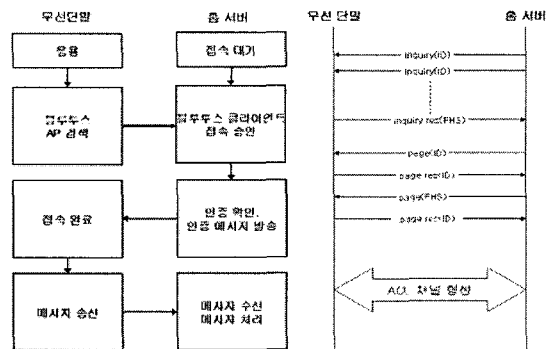 무선단말
홈 서버
응용
접속 대기
블루투스
AP 검색
블루투스 클라이언트
접속 승인
접속 완료
인증 확인,
인증 메시지 발송
메시지 송신
메시지 수신
메시지 처리
무선 단말
홈 서버
inquiry(ID)
inquiry(ID)
inquiry res(FHS)
page(ID)
page res(ID)
page(FHS)
page res(ID)
ACL 채널 형성